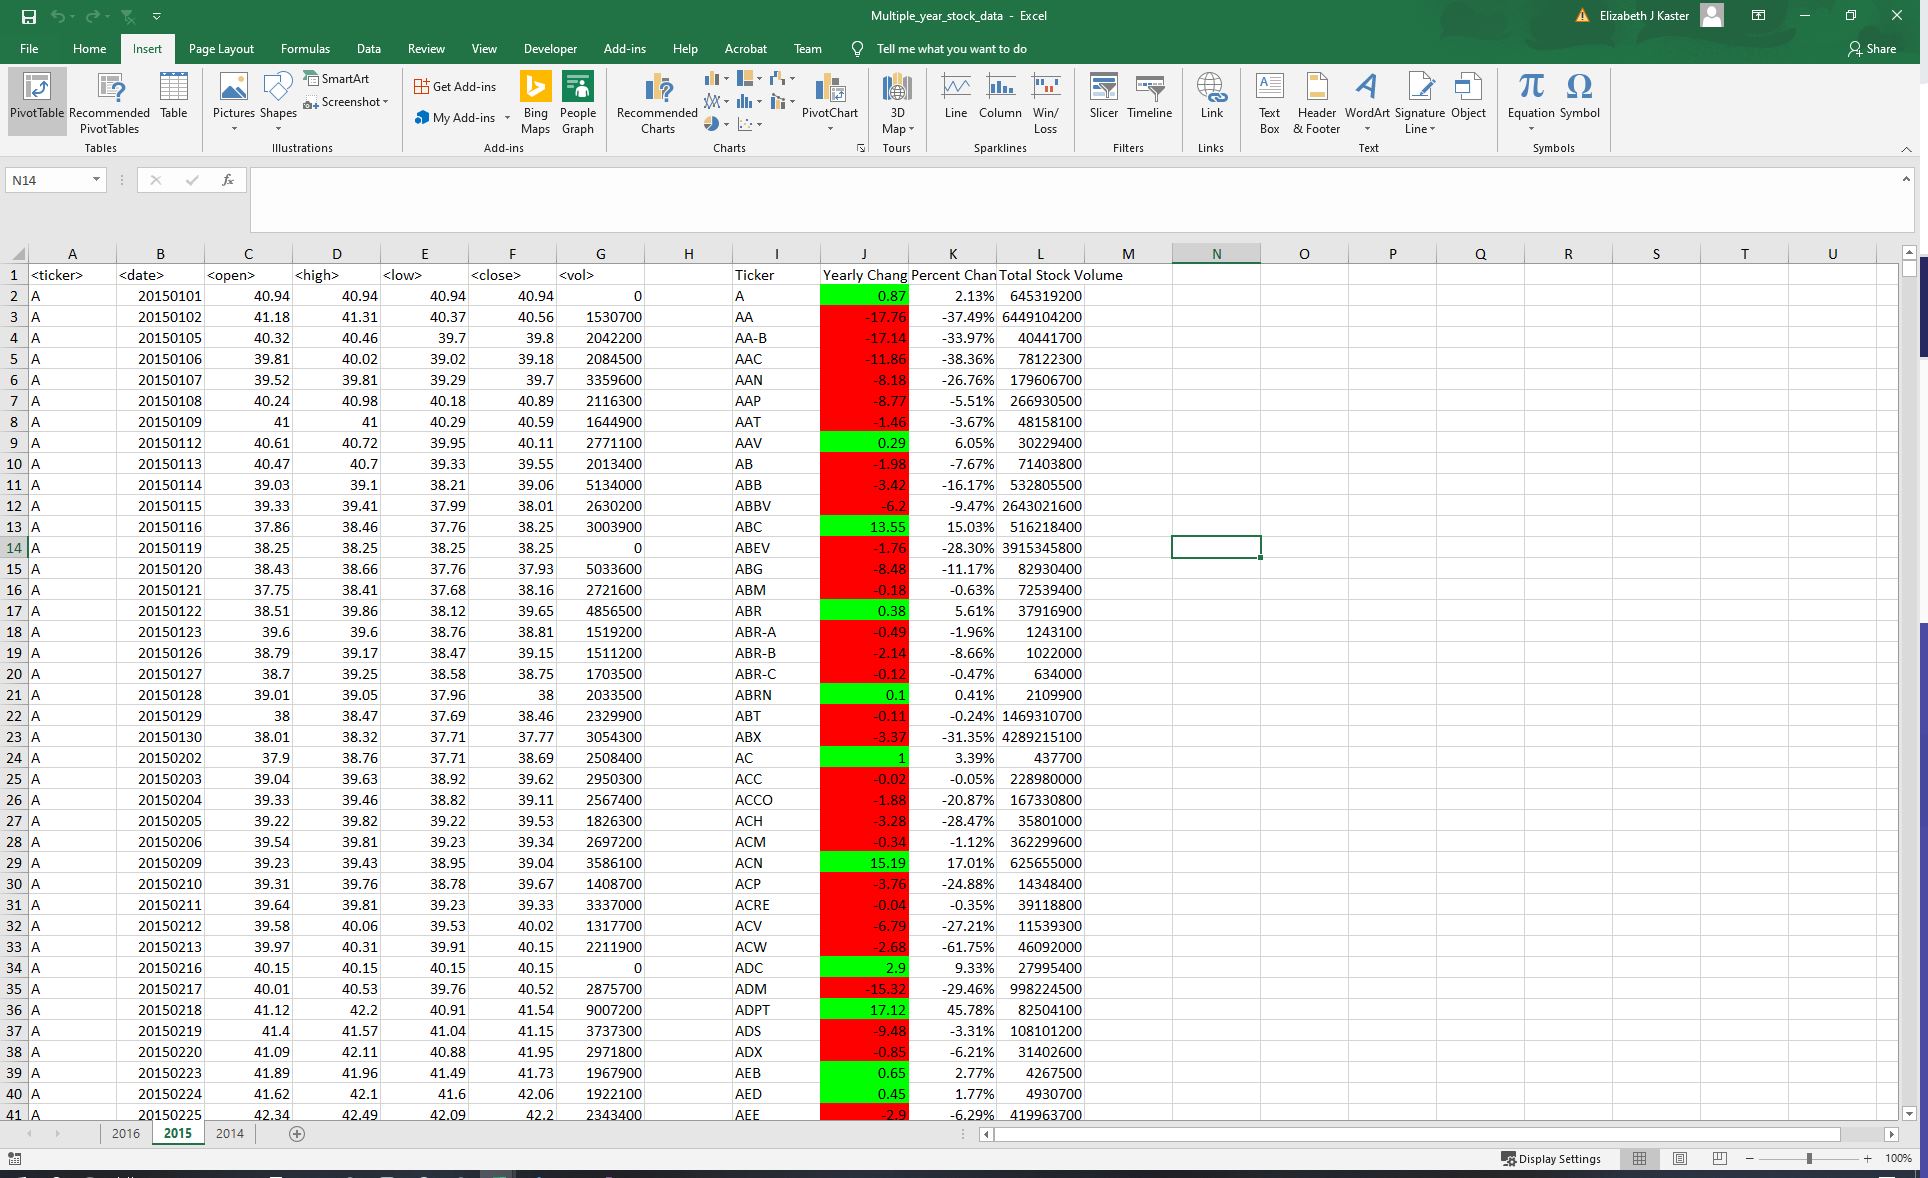 Multiple_year_stock_data - Excel
Elizabeth J Kaster
File Home Insert Page Layout Formulas Data Review View Developer Add-ins Help Acrobat Team Tell me what you want to do Share
PivotTable Recommended PivotTables Table Pictures Shapes SmartArt Screenshot Get Add-ins My Add-ins Bing Maps People Graph Recommended Charts PivotChart 3D Map Line Column Win/Loss Slicer Timeline Link Text Box Header & Footer WordArt Signature Line Object Equation Symbol
Tables Illustrations Add-ins Charts Tours Sparklines Filters Links Text Symbols
N14 fx
A B C D E F G H I J K L M N O P Q R S T U
1 <ticker> <date> <open> <high> <low> <close> <vol> Ticker Yearly Chang Percent Chan Total Stock Volume
2 A 20150101 40.94 40.94 40.94 40.94 0 A 0.87 2.13% 645319200
3 A 20150102 41.18 41.31 40.37 40.56 1530700 AA -17.76 -37.49% 6449104200
4 A 20150105 40.32 40.46 39.7 39.8 2042200 AA-B -17.14 -33.97% 40441700
5 A 20150106 39.81 40.02 39.02 39.18 2084500 AAC -11.86 -38.36% 78122300
6 A 20150107 39.52 39.81 39.29 39.7 3359600 AAN -8.18 -26.76% 179606700
7 A 20150108 40.24 40.98 40.18 40.89 2116300 AAP -8.77 -5.51% 266930500
8 A 20150109 41 41 40.29 40.59 1644900 AAT -1.46 -3.67% 48158100
9 A 20150112 40.61 40.72 39.95 40.11 2771100 AAV 0.29 6.05% 30229400
10 A 20150113 40.47 40.7 39.33 39.55 2013400 AB -1.98 -7.67% 71403800
11 A 20150114 39.03 39.1 38.21 39.06 5134000 ABB -3.42 -16.17% 532805500
12 A 20150115 39.33 39.41 37.99 38.01 2630200 ABBV -6.2 -9.47% 2643021600
13 A 20150116 37.86 38.46 37.76 38.25 3003900 ABC 13.55 15.03% 516218400
14 A 20150119 38.25 38.25 38.25 38.25 0 ABEV -1.76 -28.30% 3915345800
15 A 20150120 38.43 38.66 37.76 37.93 5033600 ABG -8.48 -11.17% 82930400
16 A 20150121 37.75 38.41 37.68 38.16 2721600 ABM -0.18 -0.63% 72539400
17 A 20150122 38.51 39.86 38.12 39.65 4856500 ABR 0.38 5.61% 37916900
18 A 20150123 39.6 39.6 38.76 38.81 1519200 ABR-A -0.49 -1.96% 1243100
19 A 20150126 38.79 39.17 38.47 39.15 1511200 ABR-B -2.14 -8.66% 1022000
20 A 20150127 38.7 39.25 38.58 38.75 1703500 ABR-C -0.12 -0.47% 634000
21 A 20150128 39.01 39.05 37.96 38 2033500 ABRN 0.1 0.41% 2109900
22 A 20150129 38 38.47 37.69 38.46 2329900 ABT -0.11 -0.24% 1469310700
23 A 20150130 38.01 38.32 37.71 37.77 3054300 ABX -3.37 -31.35% 4289215100
24 A 20150202 37.9 38.76 37.71 38.69 2508400 AC 1 3.39% 437700
25 A 20150203 39.04 39.63 38.92 39.62 2950300 ACC -0.02 -0.05% 228980000
26 A 20150204 39.33 39.46 38.82 39.11 2567400 ACCO -1.88 -20.87% 167330800
27 A 20150205 39.22 39.82 39.22 39.53 1826300 ACH -3.28 -28.47% 35801000
28 A 20150206 39.54 39.81 39.23 39.34 2697200 ACM -0.34 -1.12% 362299600
29 A 20150209 39.23 39.43 38.95 39.04 3586100 ACN 15.19 17.01% 625655000
30 A 20150210 39.31 39.76 38.78 39.67 1408700 ACP -3.76 -24.88% 14348400
31 A 20150211 39.64 39.81 39.23 39.33 3337000 ACRE -0.04 -0.35% 39118800
32 A 20150212 39.58 40.06 39.53 40.02 1317700 ACV -6.79 -27.21% 11539300
33 A 20150213 39.97 40.31 39.91 40.15 2211900 ACW -2.68 -61.75% 46092000
34 A 20150216 40.15 40.15 40.15 40.15 0 ADC 2.9 9.33% 27995400
35 A 20150217 40.01 40.53 39.76 40.52 2875700 ADM -15.32 -29.46% 998224500
36 A 20150218 41.12 42.2 40.91 41.54 9007200 ADPT 17.12 45.78% 82504100
37 A 20150219 41.4 41.57 41.04 41.15 3737300 ADS -9.48 -3.31% 108101200
38 A 20150220 41.09 42.11 40.88 41.95 2971800 ADX -0.85 -6.21% 31402600
39 A 20150223 41.89 41.96 41.49 41.73 1967900 AEB 0.65 2.77% 4267500
40 A 20150224 41.62 42.1 41.6 42.06 1922100 AED 0.45 1.77% 4930700
41 A 20150225 42.34 42.49 42.09 42.2 2343400 AEE -2.9 -6.29% 419963700
2016 2015 2014
Display Settings 100%